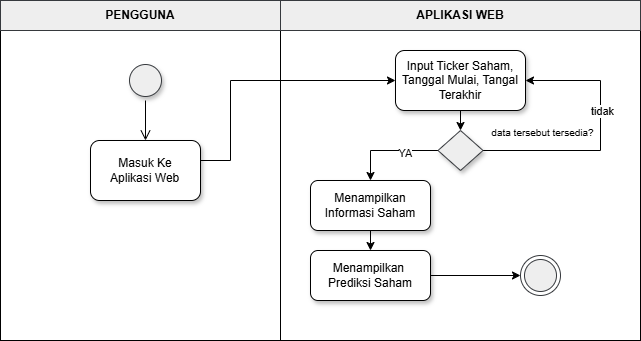 PENGGUNA
APLIKASI WEB
Input Ticker Saham,
Tanggal Mulai, Tangal
Terakhir
tidak
data tersebut tersedia?
YA
Masuk Ke
Aplikasi Web
Menampilkan
Informasi Saham
Menampilkan
Prediksi Saham